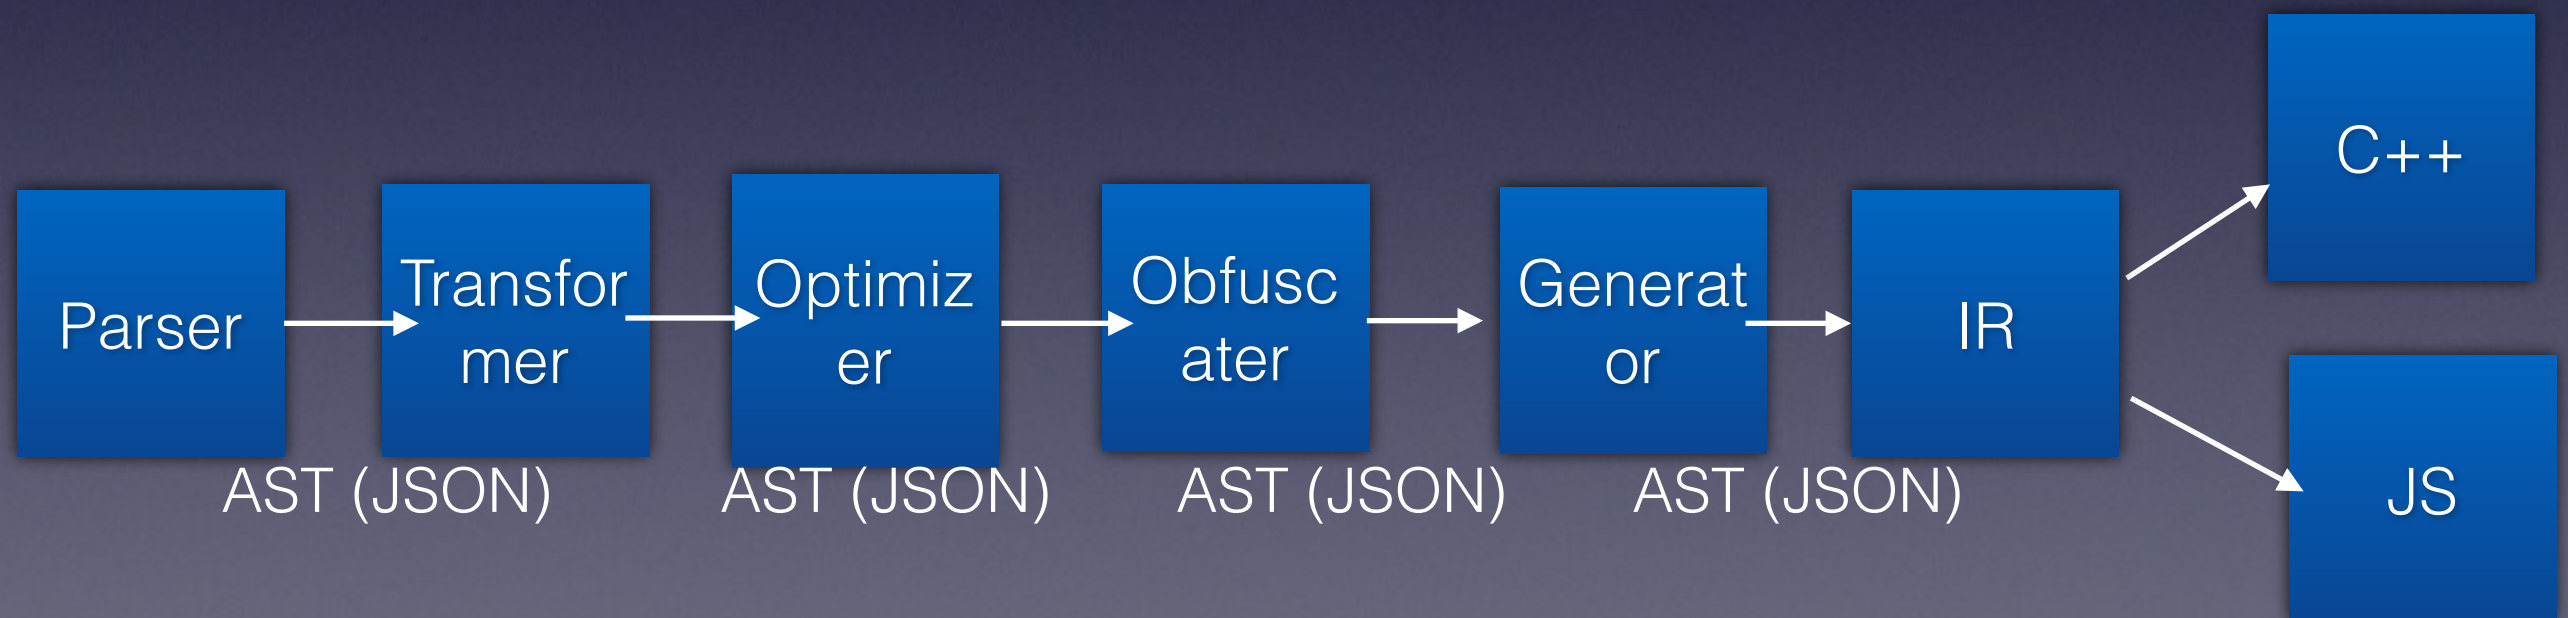 C++
Parser
Transfor
mer
Optimiz
er
Obfusc
ater
Generat
or
IR
JS
AST (JSON)
AST (JSON)
AST (JSON)
AST (JSON)